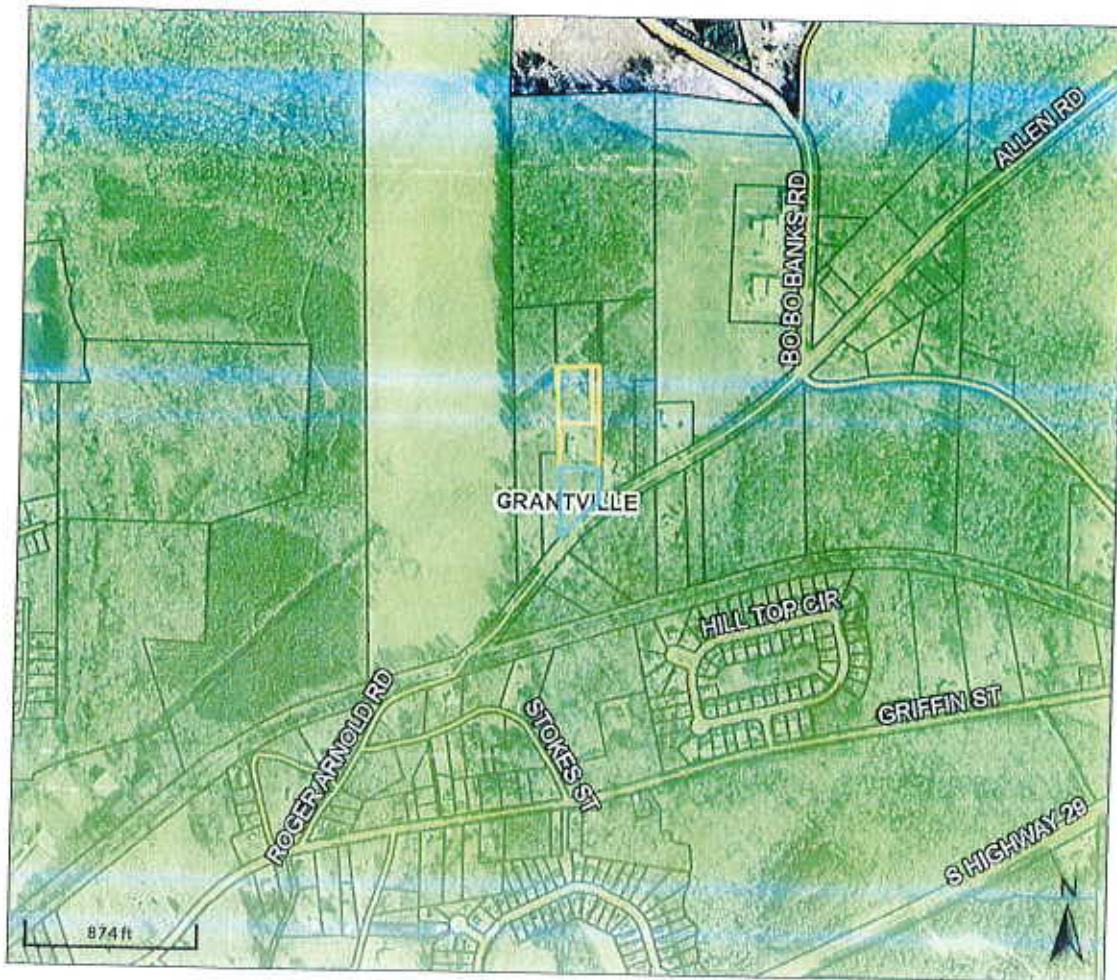 ALLEN RD
BO BO BANKS RD
GRANTVILLE
HILL TOP CIR
GRIFFIN ST
STOKES ST
ROGER ARNOLD RD
S HIGHWAY 29
N
874 ft